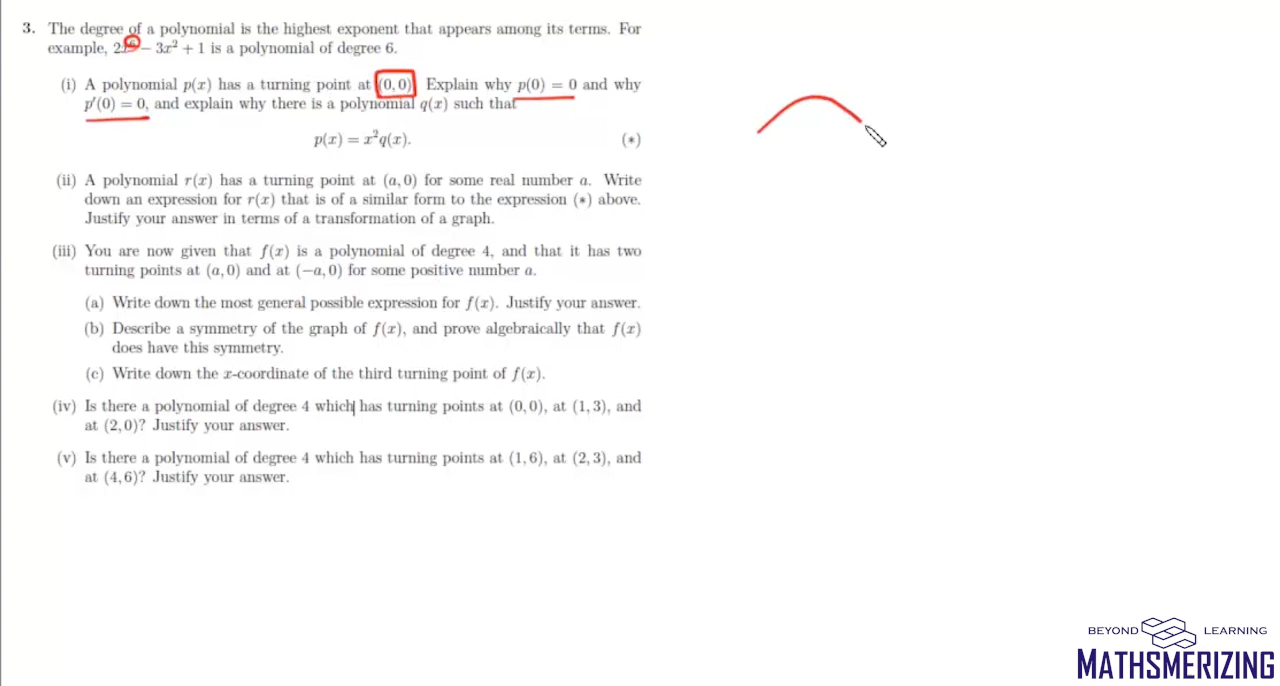 3. The degree of a polynomial is the highest exponent that appears among its terms. For
example, 2x⁶ − 3x² + 1 is a polynomial of degree 6.
(i) A polynomial p(x) has a turning point at (0, 0). Explain why p(0) = 0 and why
p′(0) = 0, and explain why there is a polynomial q(x) such that
p(x) = x²q(x). (∗)
(ii) A polynomial r(x) has a turning point at (a, 0) for some real number a. Write
down an expression for r(x) that is of a similar form to the expression (∗) above.
Justify your answer in terms of a transformation of a graph.
(iii) You are now given that f(x) is a polynomial of degree 4, and that it has two
turning points at (a, 0) and at (−a, 0) for some positive number a.
(a) Write down the most general possible expression for f(x). Justify your answer.
(b) Describe a symmetry of the graph of f(x), and prove algebraically that f(x)
does have this symmetry.
(c) Write down the x-coordinate of the third turning point of f(x).
(iv) Is there a polynomial of degree 4 which has turning points at (0, 0), at (1, 3), and
at (2, 0)? Justify your answer.
(v) Is there a polynomial of degree 4 which has turning points at (1, 6), at (2, 3), and
at (4, 6)? Justify your answer.
BEYOND LEARNING
MATHSMERIZING